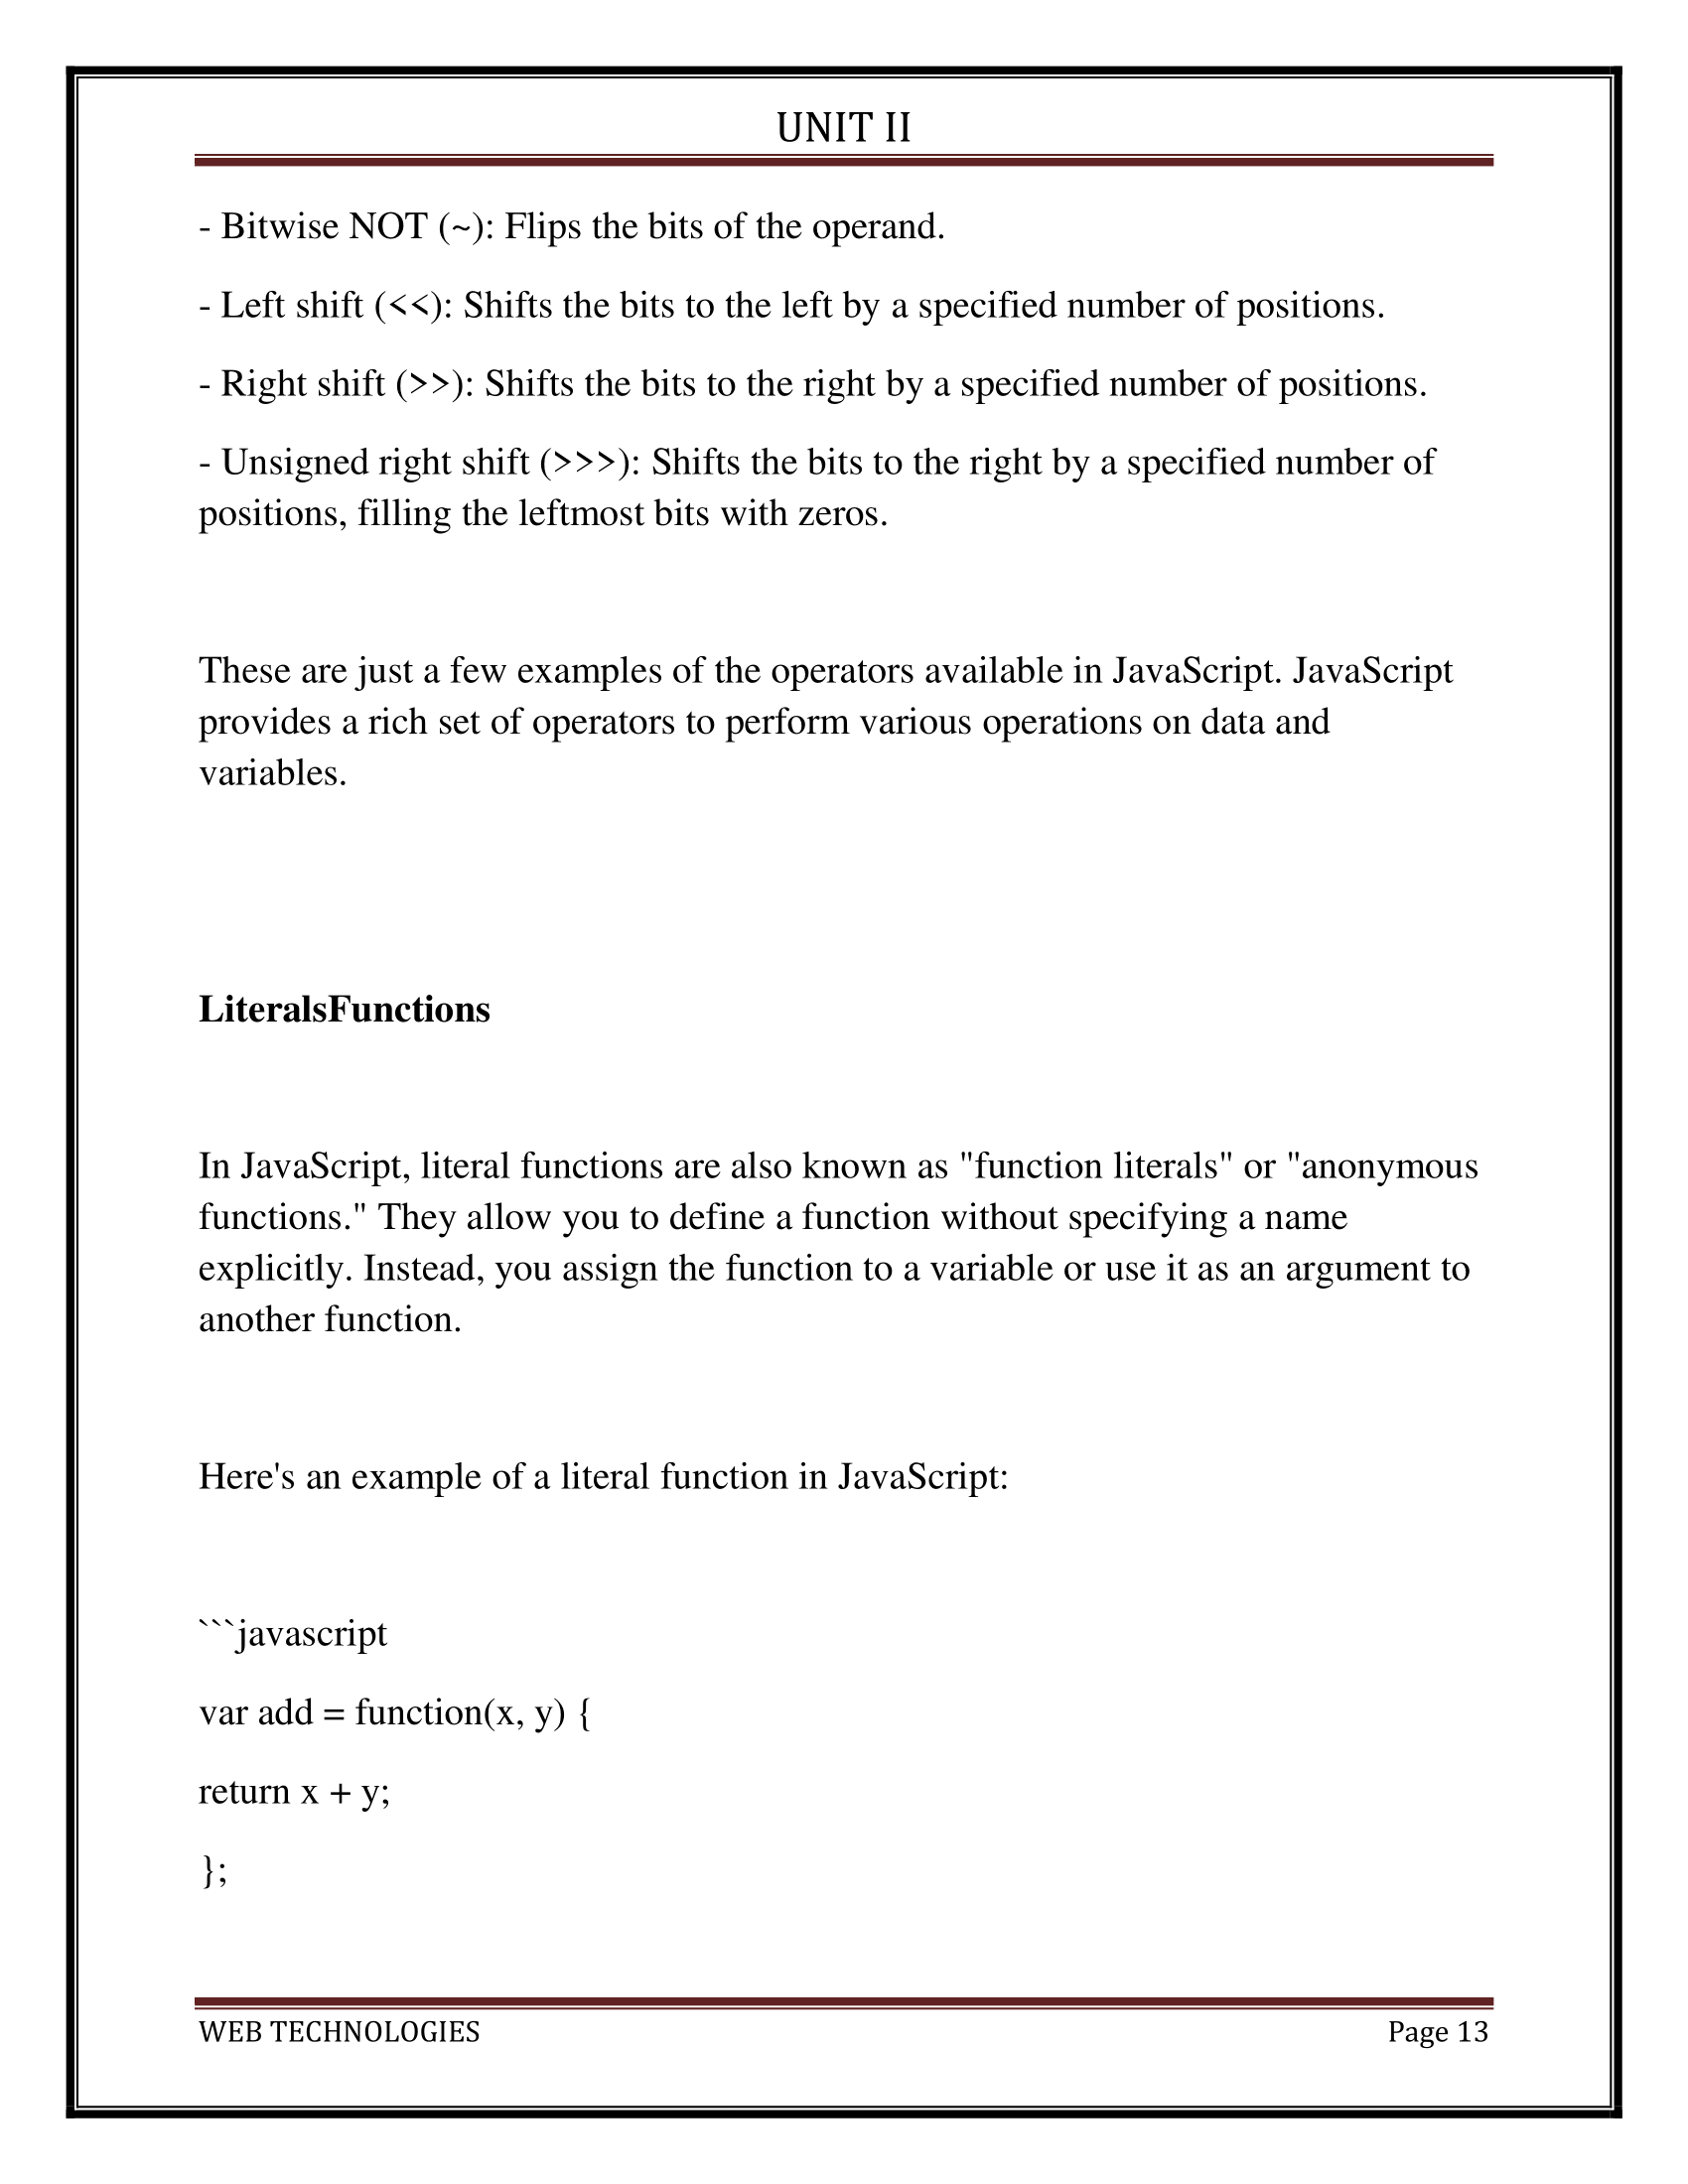 UNIT II
- Bitwise NOT (~): Flips the bits of the operand.
- Left shift (<<): Shifts the bits to the left by a specified number of positions.
- Right shift (>>): Shifts the bits to the right by a specified number of positions.
- Unsigned right shift (>>>): Shifts the bits to the right by a specified number of
positions, filling the leftmost bits with zeros.
These are just a few examples of the operators available in JavaScript. JavaScript
provides a rich set of operators to perform various operations on data and
variables.
LiteralsFunctions
In JavaScript, literal functions are also known as "function literals" or "anonymous
functions." They allow you to define a function without specifying a name
explicitly. Instead, you assign the function to a variable or use it as an argument to
another function.
Here's an example of a literal function in JavaScript:
```javascript
var add = function(x, y) {
return x + y;
};
WEB TECHNOLOGIES Page 13